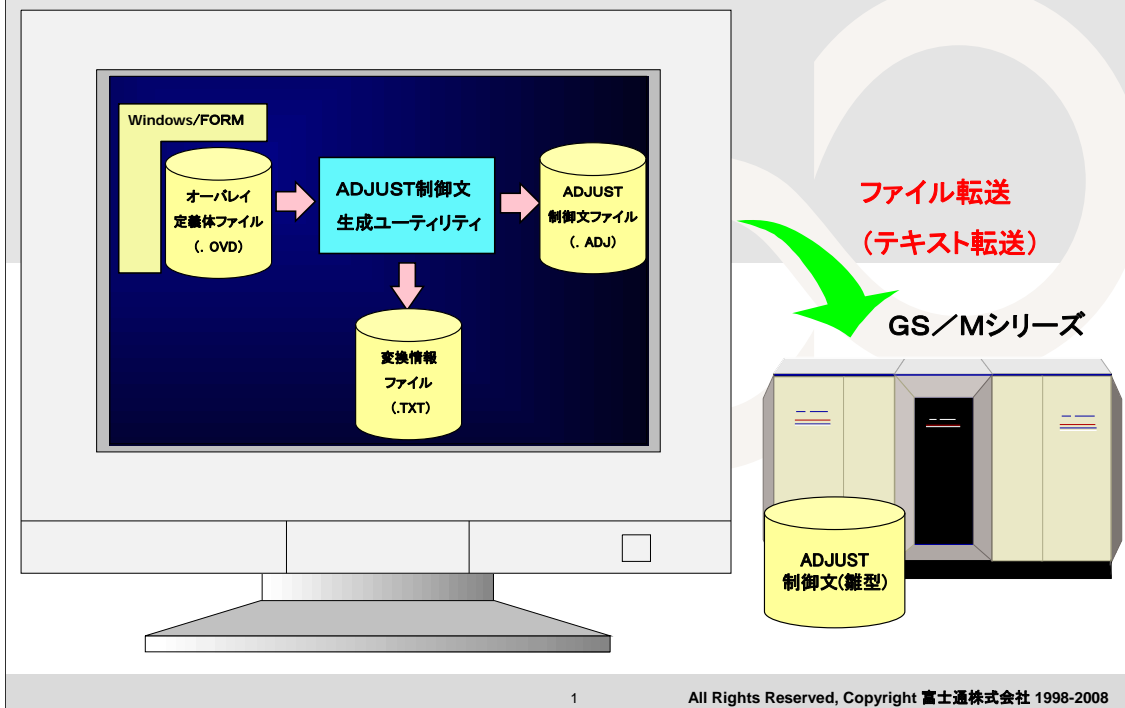 Windows/FORM
オーバレイ
定義体ファイル
（. OVD）
ADJUST制御文
生成ユーティリティ
ADJUST
制御文ファイル
（. ADJ）
変換情報
ファイル
（.TXT）
ファイル転送
（テキスト転送）
GS／Mシリーズ
ADJUST
制御文(雛型)
1
All Rights Reserved, Copyright 富士通株式会社 1998-2008